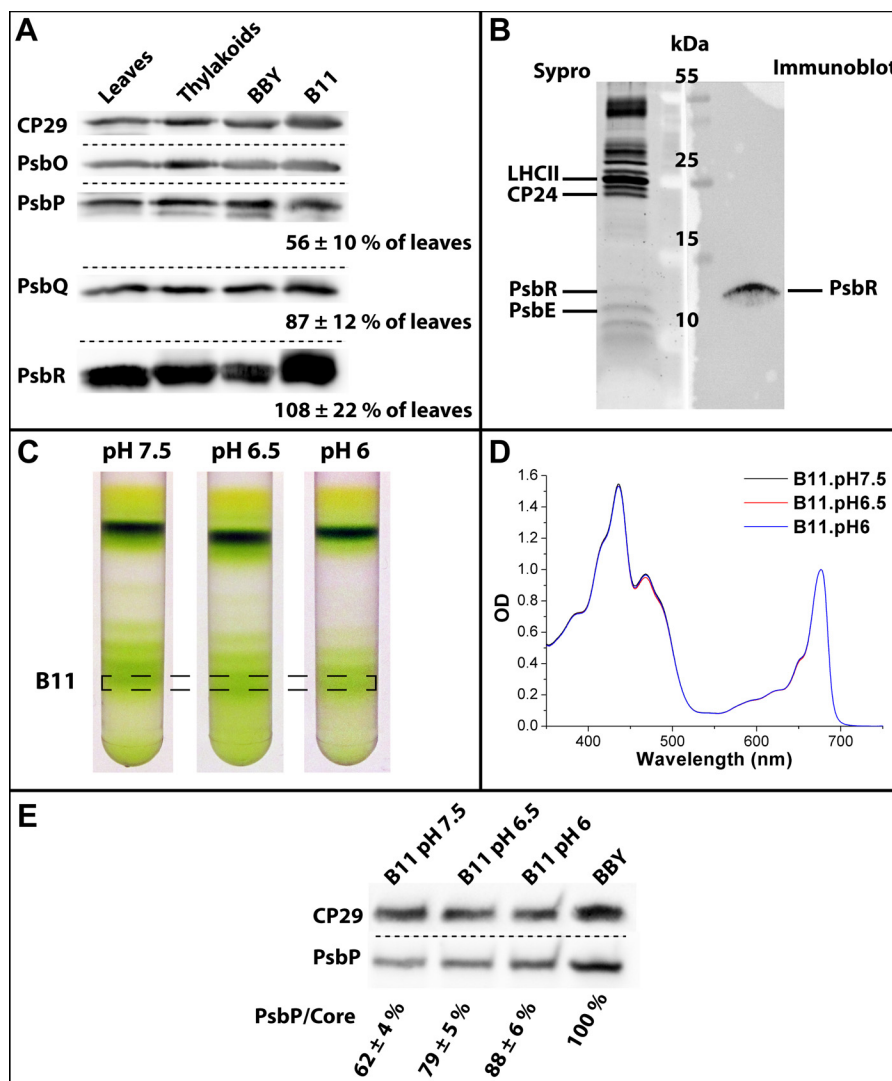 A
Leaves
Thylakoids
BBY
B11
CP29
PsbO
PsbP
56 ± 10 % of leaves
PsbQ
87 ± 12 % of leaves
PsbR
108 ± 22 % of leaves
B
kDa
Sypro
55
Immunoblot
LHCII
25
CP24
15
PsbR
PsbR
PsbE
10
C
pH 7.5
pH 6.5
pH 6
B11
D
B11.pH7.5
B11.pH6.5
B11.pH6
OD
1.6
1.4
1.2
1.0
0.8
0.6
0.4
0.2
0.0
400
500
600
700
Wavelength (nm)
E
B11 pH 7.5
B11 pH 6.5
B11 pH 6
BBY
CP29
PsbP
PsbP/Core
62 ± 4 %
79 ± 5 %
88 ± 6 %
100 %